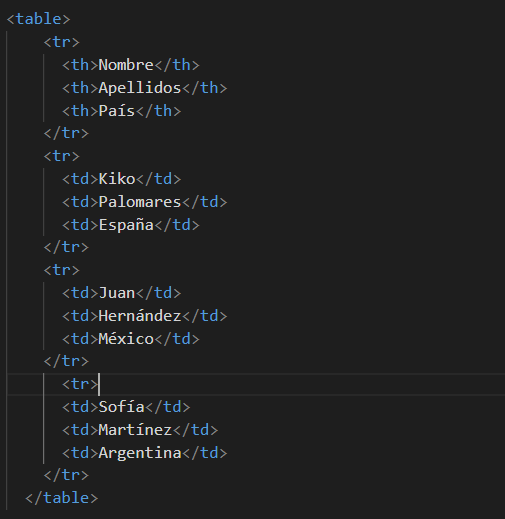 <table>
<tr>
<th>Nombre</th>
<th>Apellidos</th>
<th>País</th>
</tr>
<tr>
<td>Kiko</td>
<td>Palomares</td>
<td>España</td>
</tr>
<tr>
<td>Juan</td>
<td>Hernández</td>
<td>México</td>
</tr>
<tr>
<td>Sofía</td>
<td>Martínez</td>
<td>Argentina</td>
</tr>
</table>